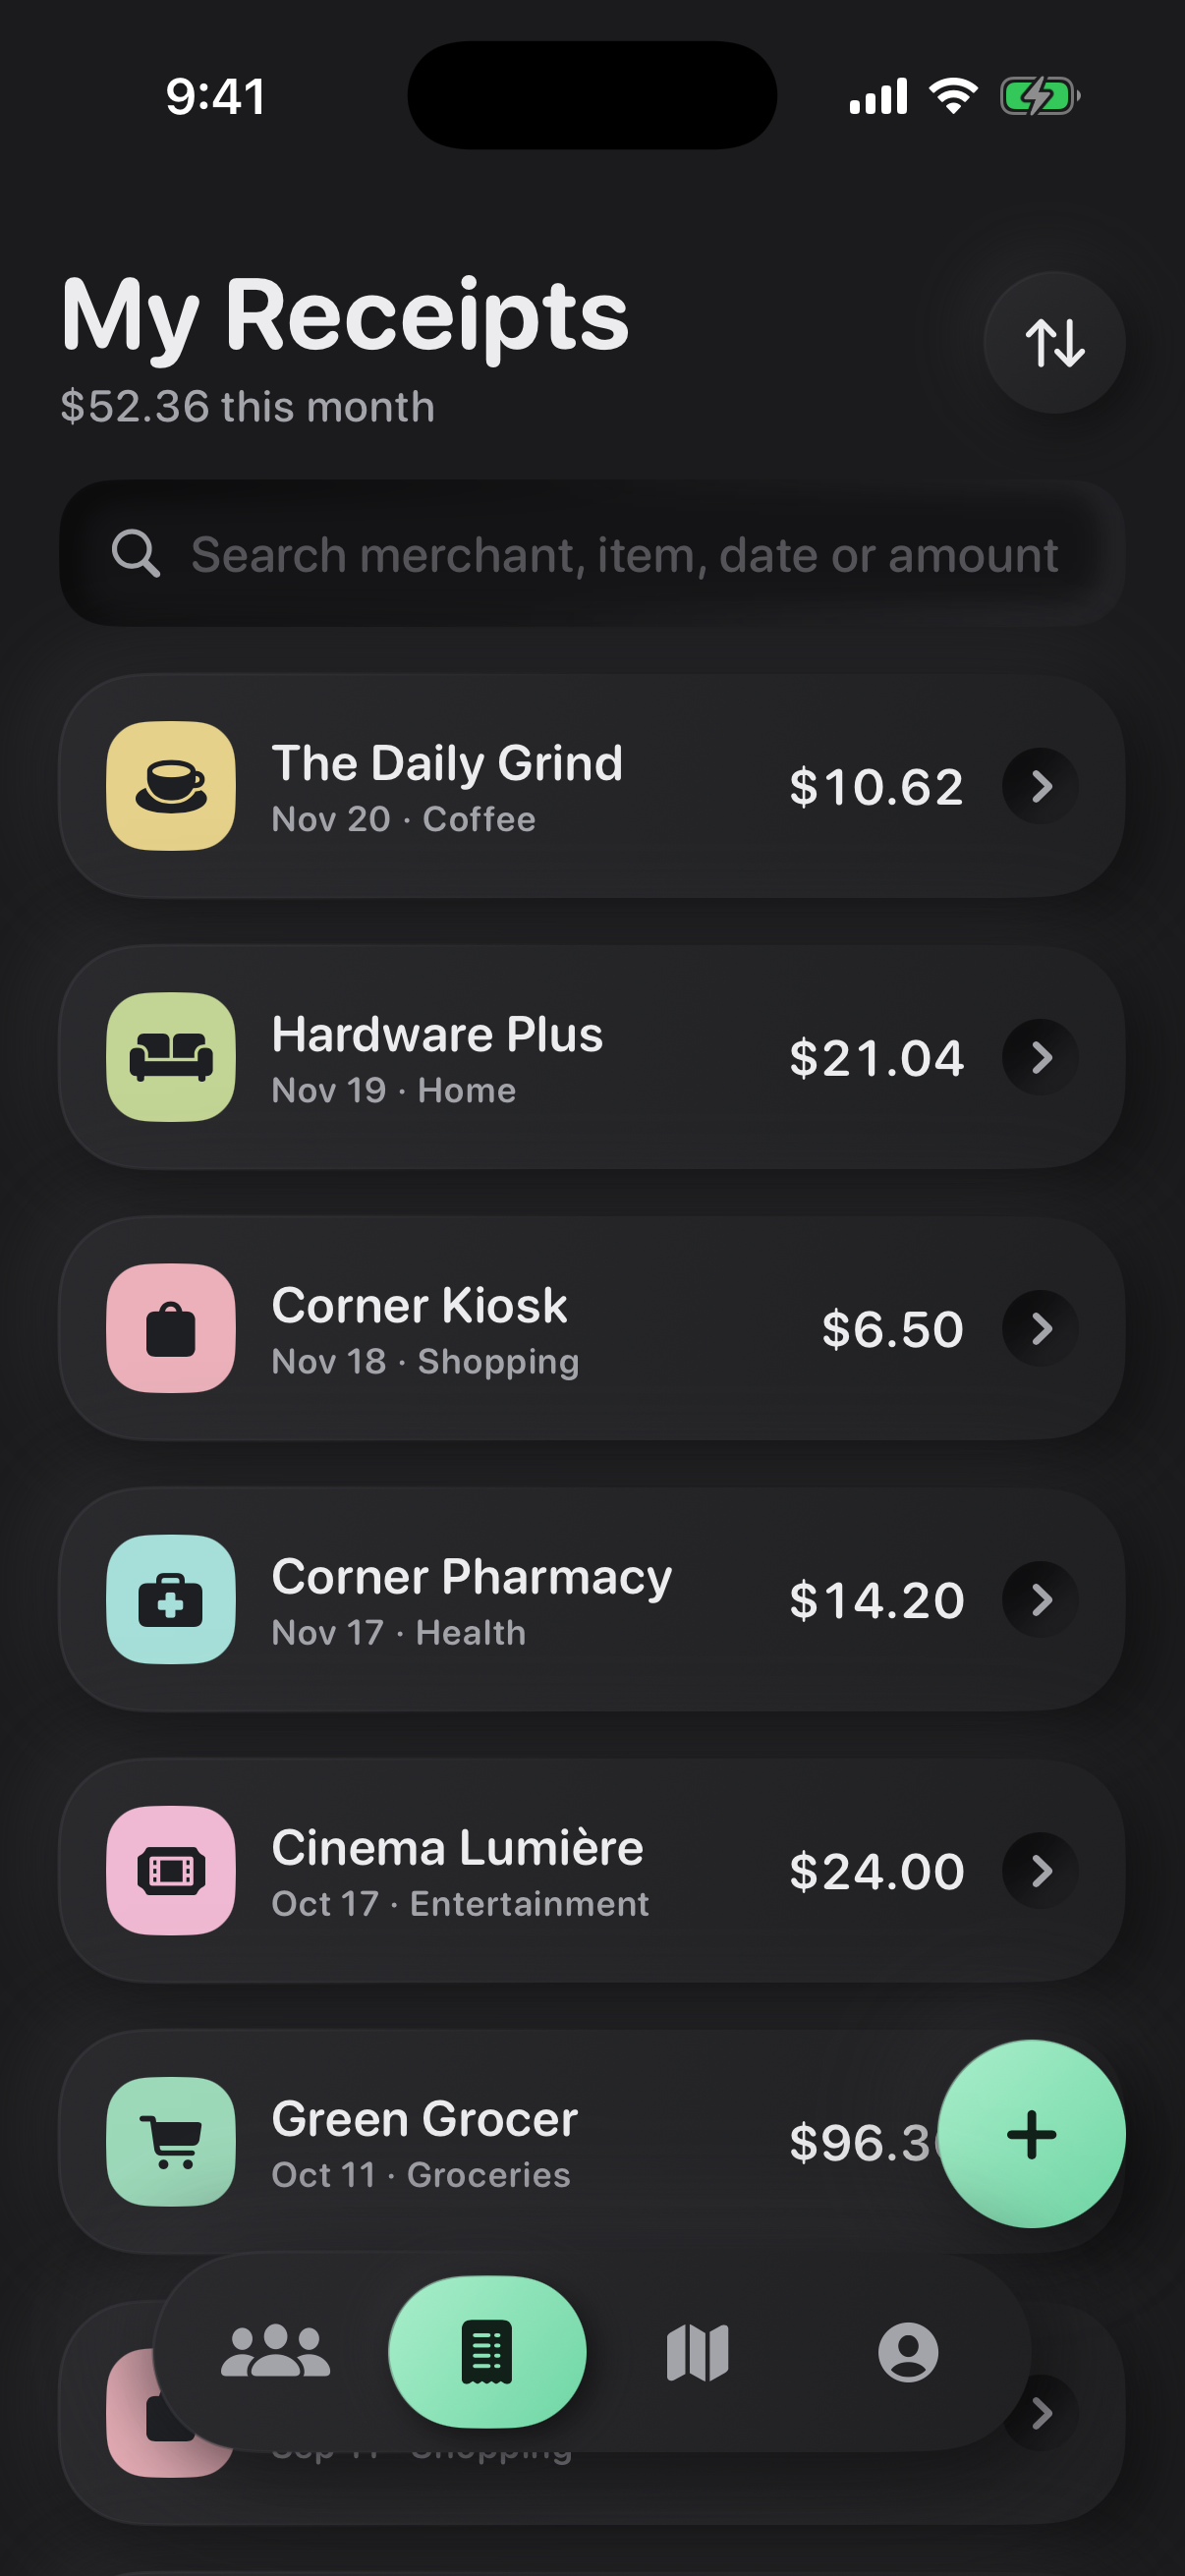 9:41
My Receipts
$52.36 this month
Search merchant, item, date or amount
The Daily Grind
Nov 20 · Coffee
$10.62
Hardware Plus
Nov 19 · Home
$21.04
Corner Kiosk
Nov 18 · Shopping
$6.50
Corner Pharmacy
Nov 17 · Health
$14.20
Cinema Lumière
Oct 17 · Entertainment
$24.00
Green Grocer
Oct 11 · Groceries